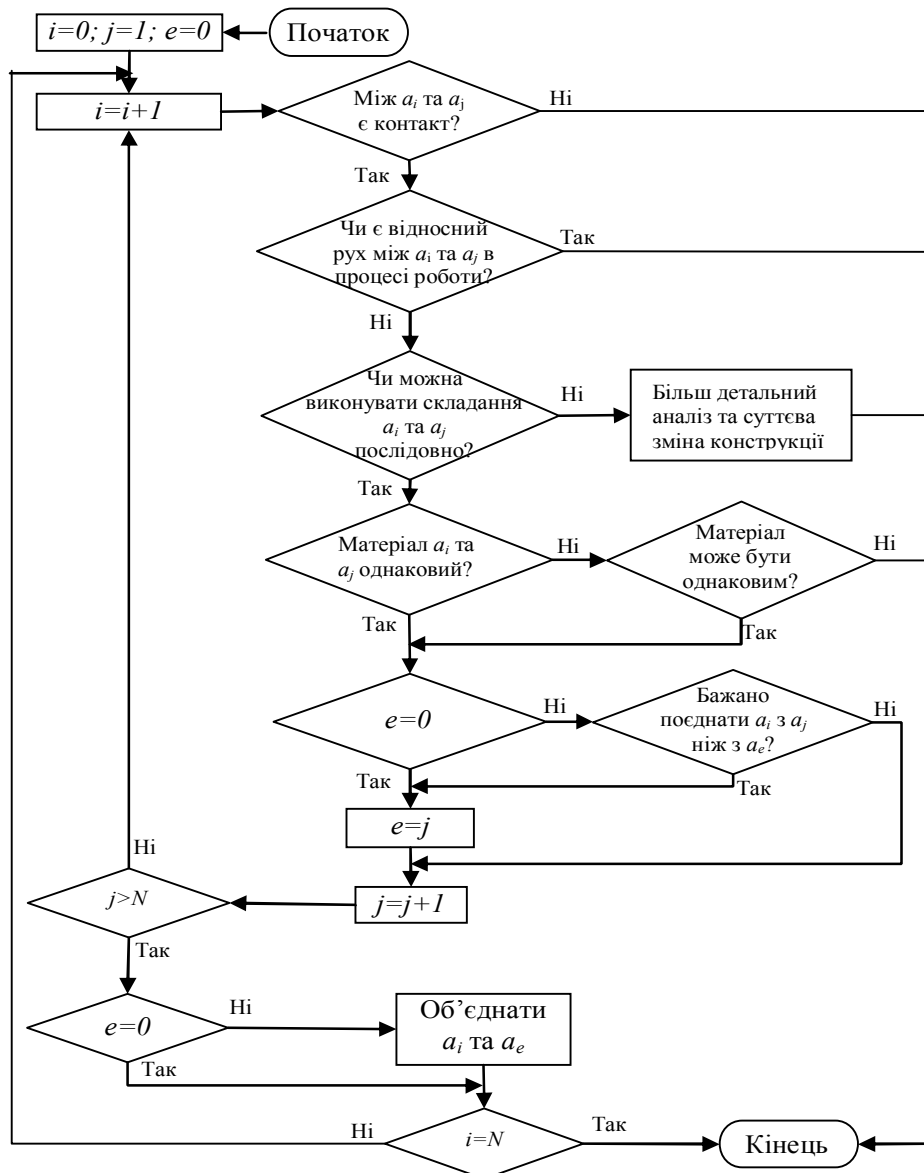 i=0; j=1; e=0
Початок
i=i+1
Між ai та aj
є контакт?
Ні
Так
Чи є відносний
рух між ai та aj в
процесі роботи?
Так
Ні
Чи можна
виконувати складання
ai та aj
послідовно?
Ні
Більш детальний
аналіз та суттєва
зміна конструкції
Так
Матеріал ai та
aj однаковий?
Ні
Матеріал
може бути
однаковим?
Ні
Так
Так
e=0
Ні
Бажано
поєднати ai з aj
ніж з ae?
Ні
Так
Так
e=j
Ні
j>N
j=j+1
Так
e=0
Ні
Об’єднати
ai та ae
Так
Ні
i=N
Так
Кінець